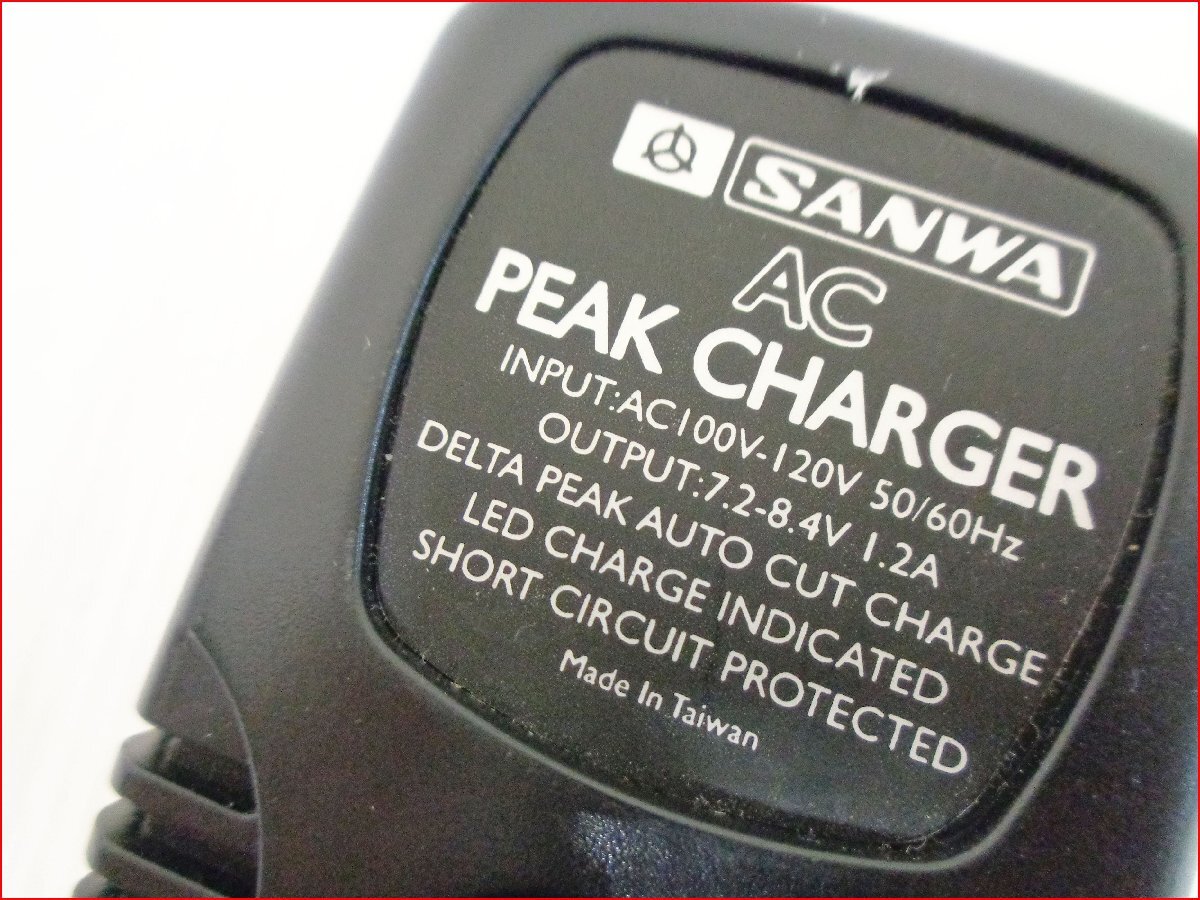 SANWA
AC
PEAK CHARGER
INPUT:AC100V-120V 50/60Hz
OUTPUT:7.2-8.4V 1.2A
DELTA PEAK AUTO CUT CHARGE
LED CHARGE INDICATED
SHORT CIRCUIT PROTECTED
Made In Taiwan